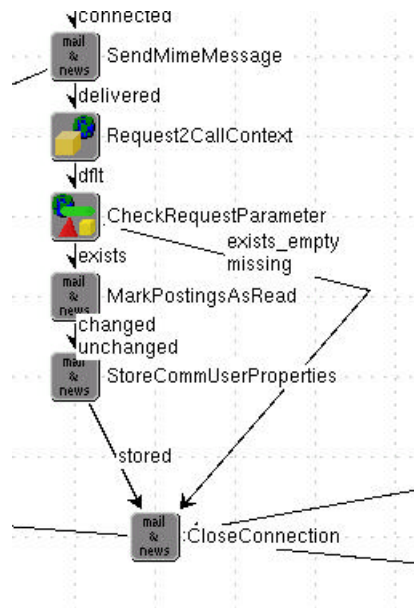 connected
mail
&
news
SendMimeMessage
delivered
Request2CallContext
dflt
CheckRequestParameter
exists_empty
missing
exists
mail
&
news
MarkPostingsAsRead
changed
unchanged
mail
&
news
StoreCommUserProperties
stored
mail
&
news
:CloseConnection